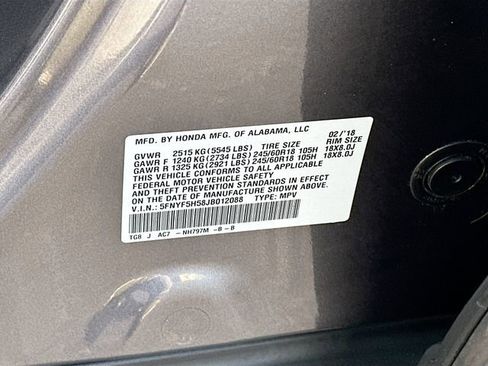 MFD. BY HONDA MFG. OF ALABAMA, LLC 02/'18
GVWR 2515 KG (5545 LBS) TIRE SIZE RIM SIZE
GAWR F 1240 KG (2734 LBS) 245/60R18 105H 18X8.0J
GAWR R 1325 KG (2921 LBS) 245/60R18 105H 18X8.0J
THIS VEHICLE CONFORMS TO ALL APPLICABLE
FEDERAL MOTOR VEHICLE SAFETY
AND THEFT PREVENTION STANDARDS IN EFFECT ON THE
DATE OF MANUFACTURE SHOWN ABOVE.
V.I.N.: 5FNYF5H58JB012088 TYPE: MPV
TG8 J AC7 -NH797M -B -B